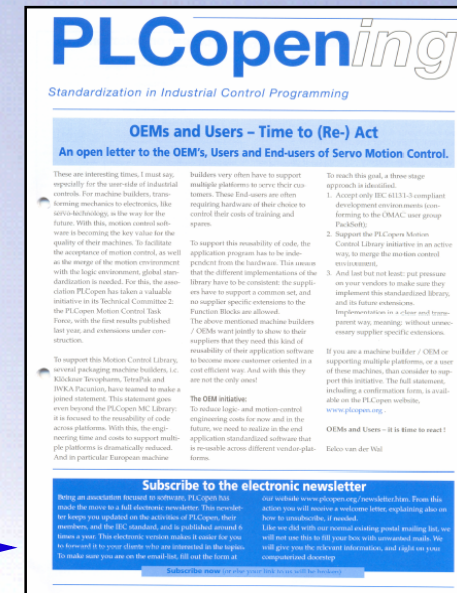 PLCopening
Standardization in Industrial Control Programming
OEMs and Users – Time to (Re-) Act
An open letter to the OEM's, Users and End-users of Servo Motion Control.
These are interesting times, I must say,
especially for the user-side of industrial
controls. For machine builders, trans-
forming mechanics to electronics, like
servo-technology, is the way for the
future. With this, motion control soft-
ware is becoming the key value for the
quality of their machines. To facilitate
the acceptance of motion control, as well
as the merge of the motion environment
with the logic environment, global stan-
dardization is needed. For this, the asso-
ciation PLCopen has taken a valuable
initiative in its Technical Committee 2:
the PLCopen Motion Control Task
Force, with the first results published
last year, and extensions under con-
struction.
To support this Motion Control Library,
several packaging machine builders, i.c.
Klöckner Tevopharm, TetraPak and
IWKA Pacunion, have teamed to make a
joined statement. This statement goes
even beyond the PLCopen MC Library:
it is focused to the reusability of code
across platforms. With this, the engi-
neering time and costs to support multi-
ple platforms is dramatically reduced.
And in particular European machine
builders very often have to support
multiple platforms to serve their cus-
tomers. These End-users are often
requiring hardware of their choice to
control their costs of training and
spares.
To support this reusability of code, the
application program has to be inde-
pendent from the hardware. This means
that the different implementations of the
library have to be consistent: the suppli-
ers have to support a common set, and
no supplier specific extensions to the
Function Blocks are allowed.
The above mentioned machine builders
/ OEMs want jointly to show to their
suppliers that they need this kind of
reusability of their application software
to become more customer oriented in a
cost efficient way. And with this they
are not the only ones!
The OEM initiative:
To reduce logic- and motion-control
engineering costs for now and in the
future, we need to realize in the end
application standardized software that
is re-usable across different vendor-plat-
forms.
To reach this goal, a three stage
approach is identified.
1. Accept only IEC 61131-3 compliant
development environments (con-
forming to the OMAC user group
PackSoft);
2. Support the PLCopen Motion
Control Library initiative in an active
way, to merge the motion control
environment,
3. And last but not least: put pressure
on your vendors to make sure they
implement this standardized library,
and its future extensions.
Implementation in a clear and trans-
parent way, meaning: without unnec-
essary supplier specific extensions.
If you are a machine builder / OEM or
supporting multiple platforms, or a user
of these machines, than consider to sup-
port this initiative. The full statement,
including a confirmation form, is avail-
able on the PLCopen website,
www.plcopen.org .
OEMs and Users – it is time to react!
Eelco van der Wal
Subscribe to the electronic newsletter
Being an association focused to software, PLCopen has
made the move to a full electronic newsletter. This newslet-
ter keeps you updated on the activities of PLCopen, their
members, and the IEC standard, and is published around 6
times a year. This electronic version makes it easier for you
to forward it to your clients who are interested in the topics.
To make sure you are on the email-list, fill out the form at
our website www.plcopen.org/newsletter.htm. From this
action you will receive a welcome letter, explaining also on
how to unsubscribe, if needed.
Like we did with our normal existing postal mailing list, we
will not use this to fill your box with unwanted mails. We
will give you the relevant information, and right on your
computerized doorstep
Subscribe now (or else your link to us will be broken)